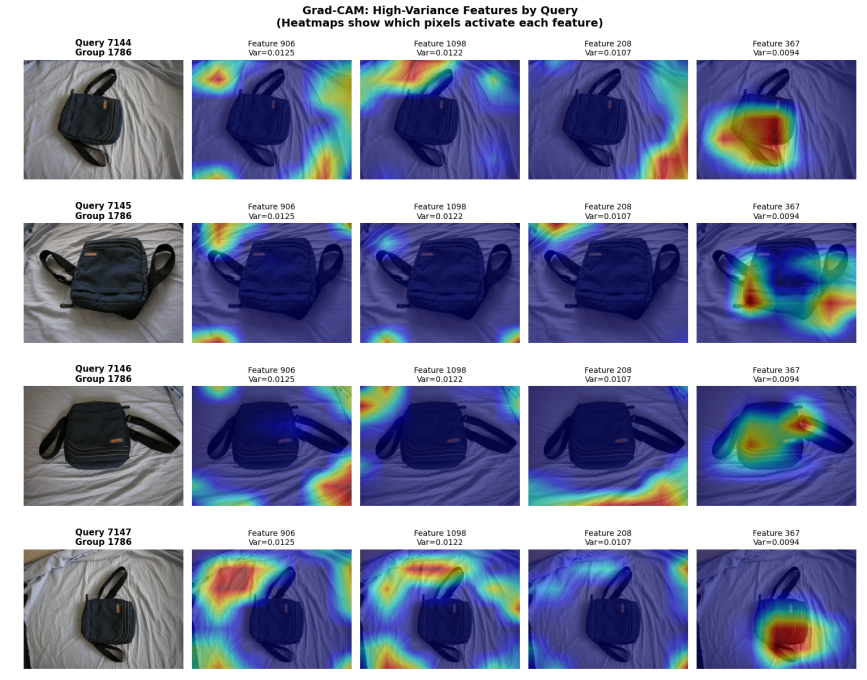 Grad-CAM: High-Variance Features by Query
(Heatmaps show which pixels activate each feature)
Query 7144
Group 1786
Feature 906
Var=0.0125
Feature 1098
Var=0.0122
Feature 208
Var=0.0107
Feature 367
Var=0.0094
Query 7145
Group 1786
Feature 906
Var=0.0125
Feature 1098
Var=0.0122
Feature 208
Var=0.0107
Feature 367
Var=0.0094
Query 7146
Group 1786
Feature 906
Var=0.0125
Feature 1098
Var=0.0122
Feature 208
Var=0.0107
Feature 367
Var=0.0094
Query 7147
Group 1786
Feature 906
Var=0.0125
Feature 1098
Var=0.0122
Feature 208
Var=0.0107
Feature 367
Var=0.0094